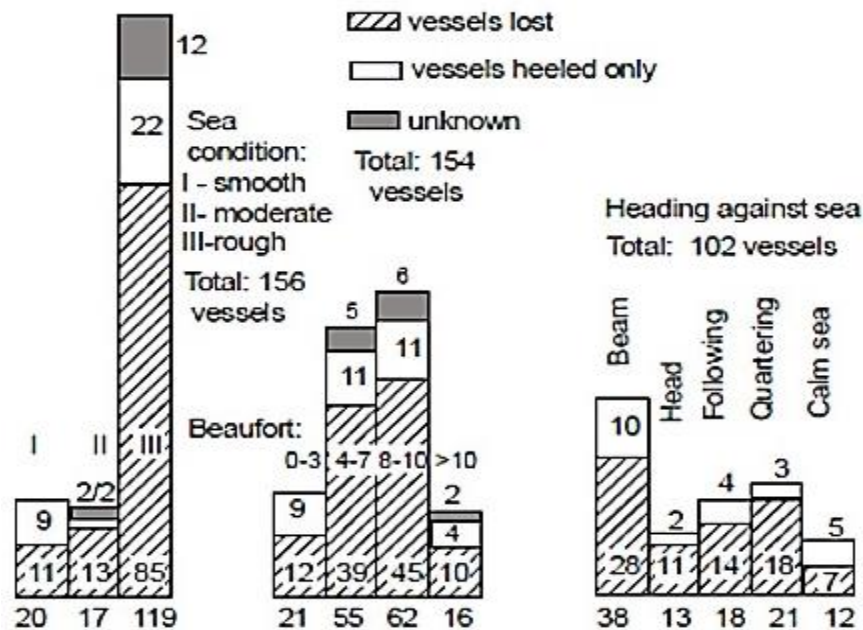 12
22
Sea
condition:
I - smooth
II- moderate
III-rough
Total: 156
vessels
I
II
III
2/2
9
11
13
85
20
17
119
vessels lost
vessels heeled only
unknown
Total: 154
vessels
Beaufort:
0-3
4-7
8-10
>10
5
6
11
11
9
2
4
12
39
45
10
21
55
62
16
Heading against sea
Total: 102 vessels
Beam
Head
Following
Quartering
Calm sea
10
2
4
3
5
28
11
14
18
7
38
13
18
21
12